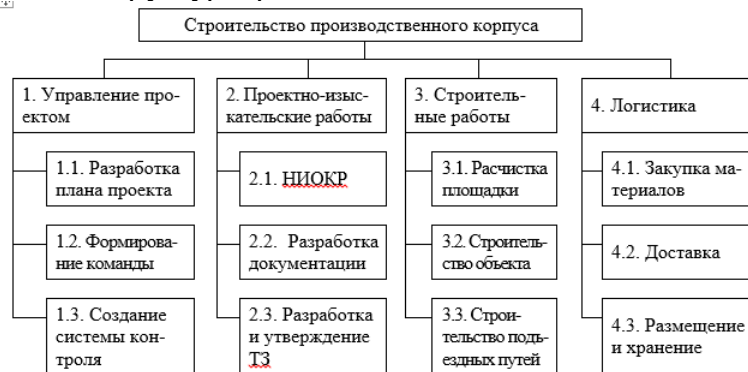 Строительство производственного корпуса
1. Управление про-
ектом
2. Проектно-изыс-
кательские работы
3. Строитель-
ные работы
4. Логистика
1.1. Разработка
плана проекта
2.1. НИОКР
3.1. Расчистка
площадки
4.1. Закупка ма-
териалов
1.2. Формирова-
ние команды
2.2. Разработка
документации
3.2. Строитель-
ство объекта
4.2. Доставка
1.3. Создание
системы кон-
троля
2.3. Разработка
и утверждение
ТЗ
3.3. Строи-
тельство подъ-
ездных путей
4.3. Размещение
и хранение